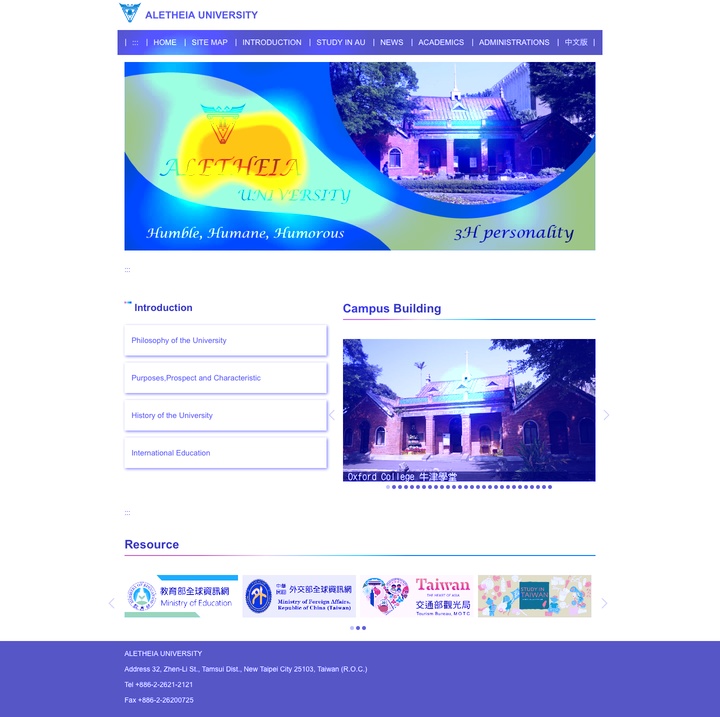 ALETHEIA UNIVERSITY
| ::: | HOME | SITE MAP | INTRODUCTION | STUDY IN AU | NEWS | ACADEMICS | ADMINISTRATIONS | 中文版 |
ALETHEIA
UNIVERSITY
Humble, Humane, Humorous
3H personality
:::
Introduction
Campus Building
Philosophy of the University
Purposes,Prospect and Characteristic
History of the University
International Education
Oxford College 牛津學堂
:::
Resource
教育部全球資訊網
Ministry of Education
中華民國 外交部全球資訊網
Ministry of Foreign Affairs,
Republic of China (Taiwan)
Taiwan
THE HEART OF ASIA
交通部觀光局
Tourism Bureau, M.O.T.C.
STUDY IN
TAIWAN
ALETHEIA UNIVERSITY
Address 32, Zhen-Li St., Tamsui Dist., New Taipei City 25103, Taiwan (R.O.C.)
Tel +886-2-2621-2121
Fax +886-2-26200725